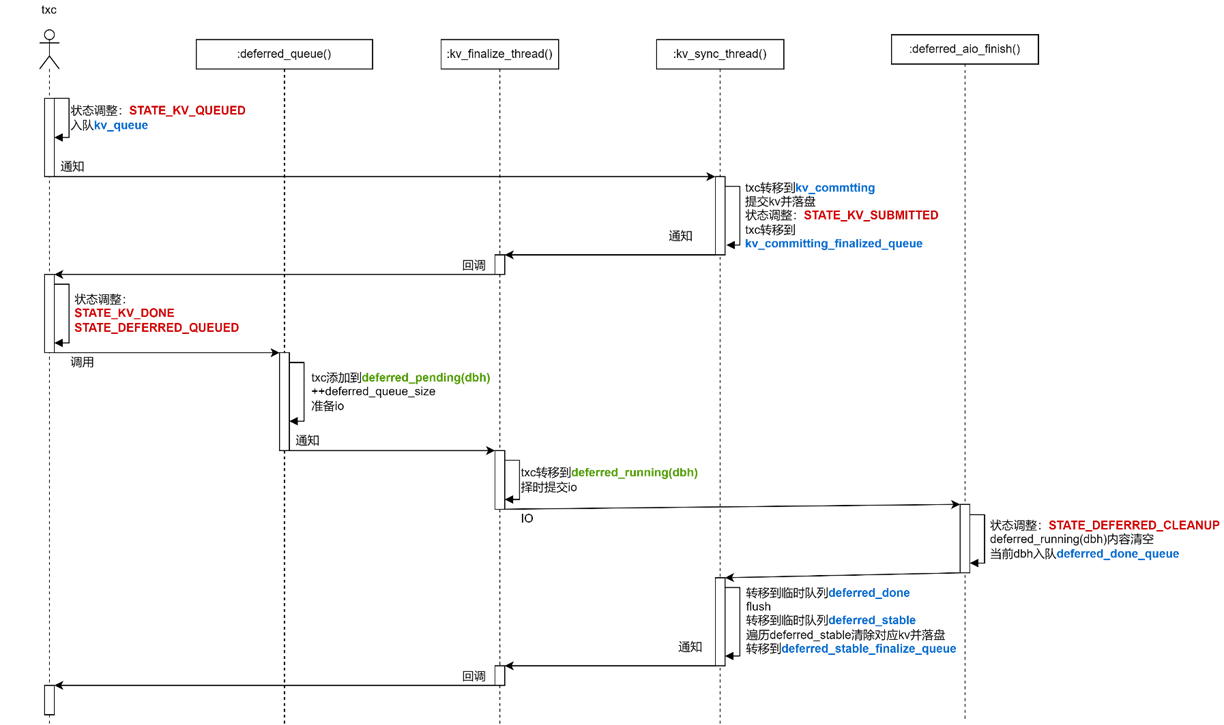 txc
:deferred_queue()
:kv_finalize_thread()
:kv_sync_thread()
:deferred_aio_finish()
状态调整：STATE_KV_QUEUED
入队kv_queue
通知
txc转移到kv_committing
提交kv并落盘
状态调整：STATE_KV_SUBMITTED
txc转移到
kv_committing_finalized_queue
通知
回调
状态调整：
STATE_KV_DONE
STATE_DEFERRED_QUEUED
调用
txc添加到deferred_pending(dbh)
++deferred_queue_size
准备io
通知
txc转移到deferred_running(dbh)
择时提交io
IO
状态调整：STATE_DEFERRED_CLEANUP
deferred_running(dbh)内容清空
当前dbh入队deferred_done_queue
转移到临时队列deferred_done
flush
转移到临时队列deferred_stable
遍历deferred_stable清除对应kv并落盘
转移到deferred_stable_finalize_queue
通知
回调